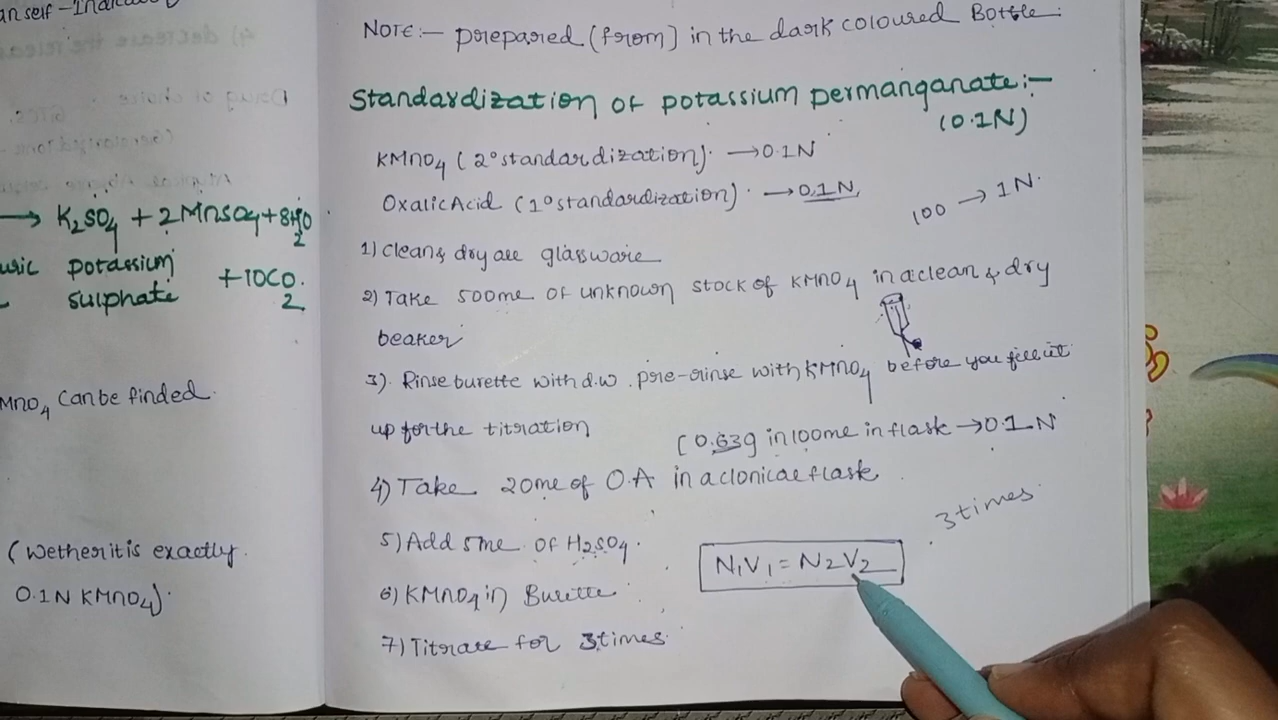 an self-Indica
K2SO4 + 2MnSO4 + 8H2O
uric potassium + 10CO2.
sulphate
MnO4 can be finded.
(Wether it is exactly
0.1N KMnO4).
NOTE:- prepared (from) in the dark coloured Bottle:
Standardization of potassium permanganate:-
(0.1N)
KMnO4 (2° standardization). → 0.1N
Oxalic Acid (1° standardization). → 0.1N
100 → 1N.
1) Clean & dry all glassware
2) Take 500ml of unknown stock of KMnO4 in a clean & dry
beaker
3). Rinse burette with d.w. pre-rinse with KMnO4 before you fill it
up for the titration
(0.63g in 100ml in flask → 0.1N
4) Take 20ml of O.A in a clonical flask
3 times.
5) Add 5ml of H2SO4.
N1V1 = N2V2
6) KMnO4 in Burette
7) Titrate for 3 times.